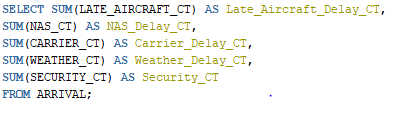 SELECT SUM(LATE_AIRCRAFT_CT) AS Late_Aircraft_Delay_CT,
SUM(NAS_CT) AS NAS_Delay_CT,
SUM(CARRIER_CT) AS Carrier_Delay_CT,
SUM(WEATHER_CT) AS Weather_Delay_CT,
SUM(SECURITY_CT) AS Security_CT
FROM ARRIVAL;